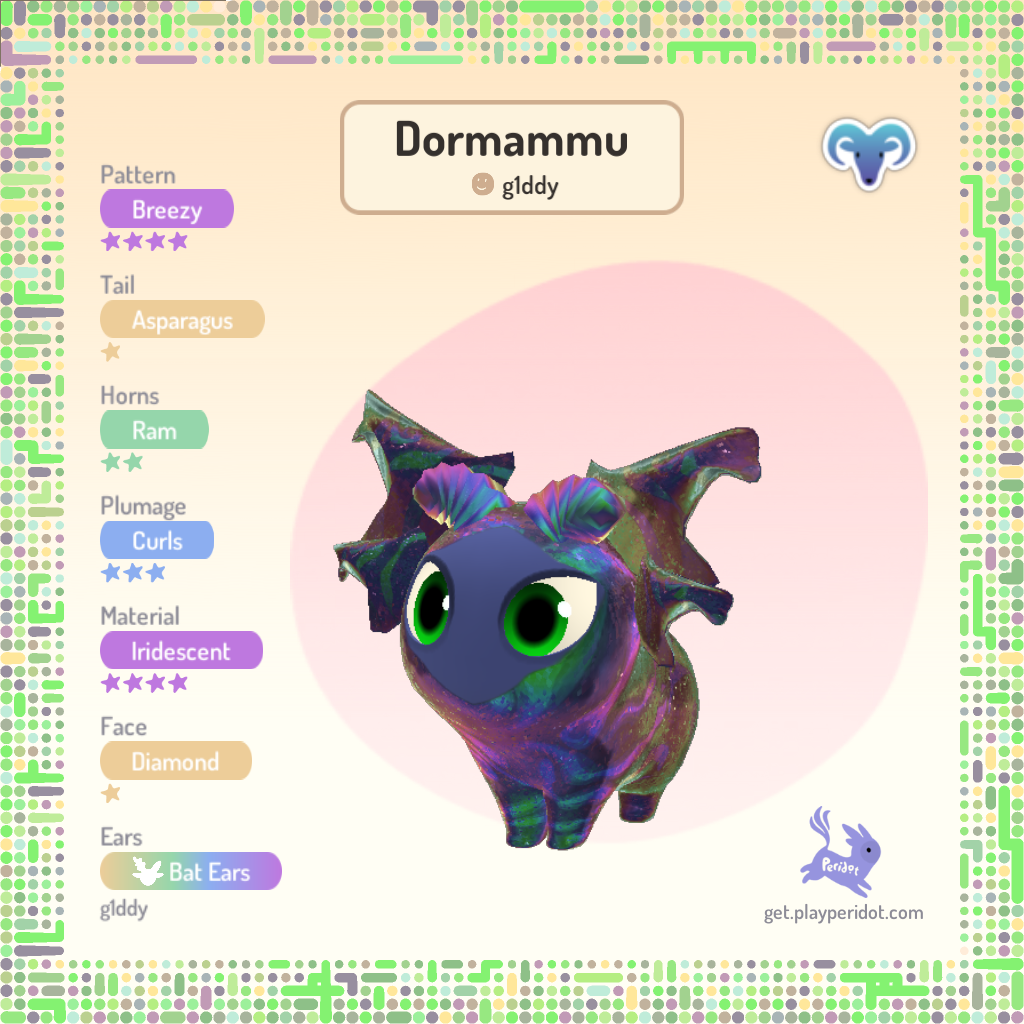 Dormammu
g1ddy
Pattern
Breezy
Tail
Asparagus
Horns
Ram
Plumage
Curls
Material
Iridescent
Face
Diamond
Ears
Bat Ears
g1ddy
Peridot
get.playperidot.com